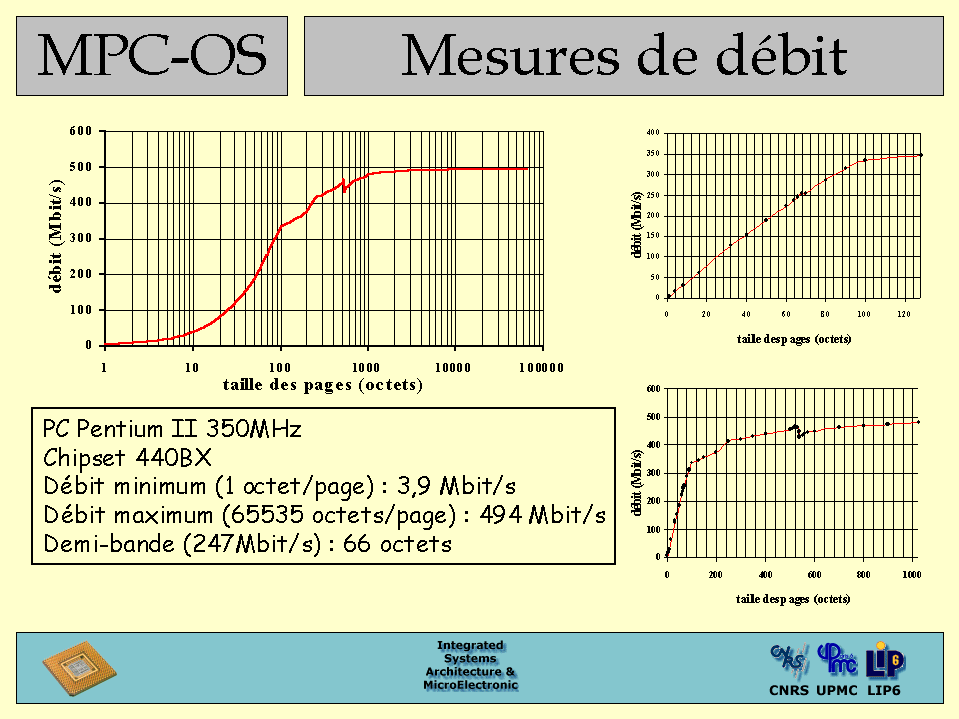 MPC-OS
Mesures de débit
600
500
400
300
200
100
0
débit (Mbit/s)
1 10 100 1000 10000 100000
taille des pages (octets)
400
350
300
250
200
150
100
50
0
débit (Mbit/s)
0 20 40 60 80 100 120
taille des pages (octets)
PC Pentium II 350MHz
Chipset 440BX
Débit minimum (1 octet/page) : 3,9 Mbit/s
Débit maximum (65535 octets/page) : 494 Mbit/s
Demi-bande (247Mbit/s) : 66 octets
600
500
400
300
200
100
0
débit (Mbit/s)
0 200 400 600 800 1000
taille des pages (octets)
Integrated
Systems
Architecture &
MicroElectronic
CNRS
UPMC
LIP6
CNRS UPMC LIP6